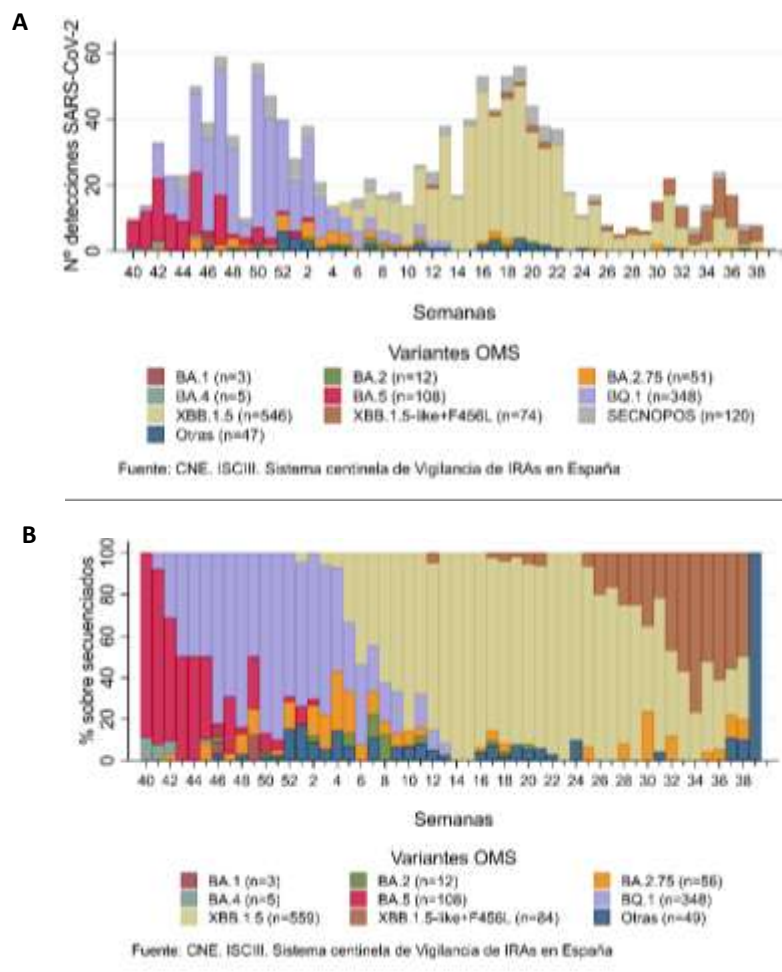 A
Nº detecciones SARS-CoV-2
60
40
20
0
40 42 44 46 48 50 52 2 4 6 8 10 12 14 16 18 20 22 24 26 28 30 32 34 36 38
Semanas
Variantes OMS
BA.1 (n=3) BA.2 (n=12) BA.2.75 (n=51)
BA.4 (n=5) BA.5 (n=108) BQ.1 (n=348)
XBB.1.5 (n=546) XBB.1.5-like+F456L (n=74) SECNOPOS (n=120)
Otras (n=47)
Fuente: CNE. ISCIII. Sistema centinela de Vigilancia de IRAs en España
B
% sobre secuenciados
100
80
60
40
20
0
40 42 44 46 48 50 52 2 4 6 8 10 12 14 16 18 20 22 24 26 28 30 32 34 36 38
Semanas
Variantes OMS
BA.1 (n=3) BA.2 (n=12) BA.2.75 (n=56)
BA.4 (n=5) BA.5 (n=108) BQ.1 (n=348)
XBB.1.5 (n=559) XBB.1.5-like+F456L (n=84) Otras (n=49)
Fuente: CNE. ISCIII. Sistema centinela de Vigilancia de IRAs en España